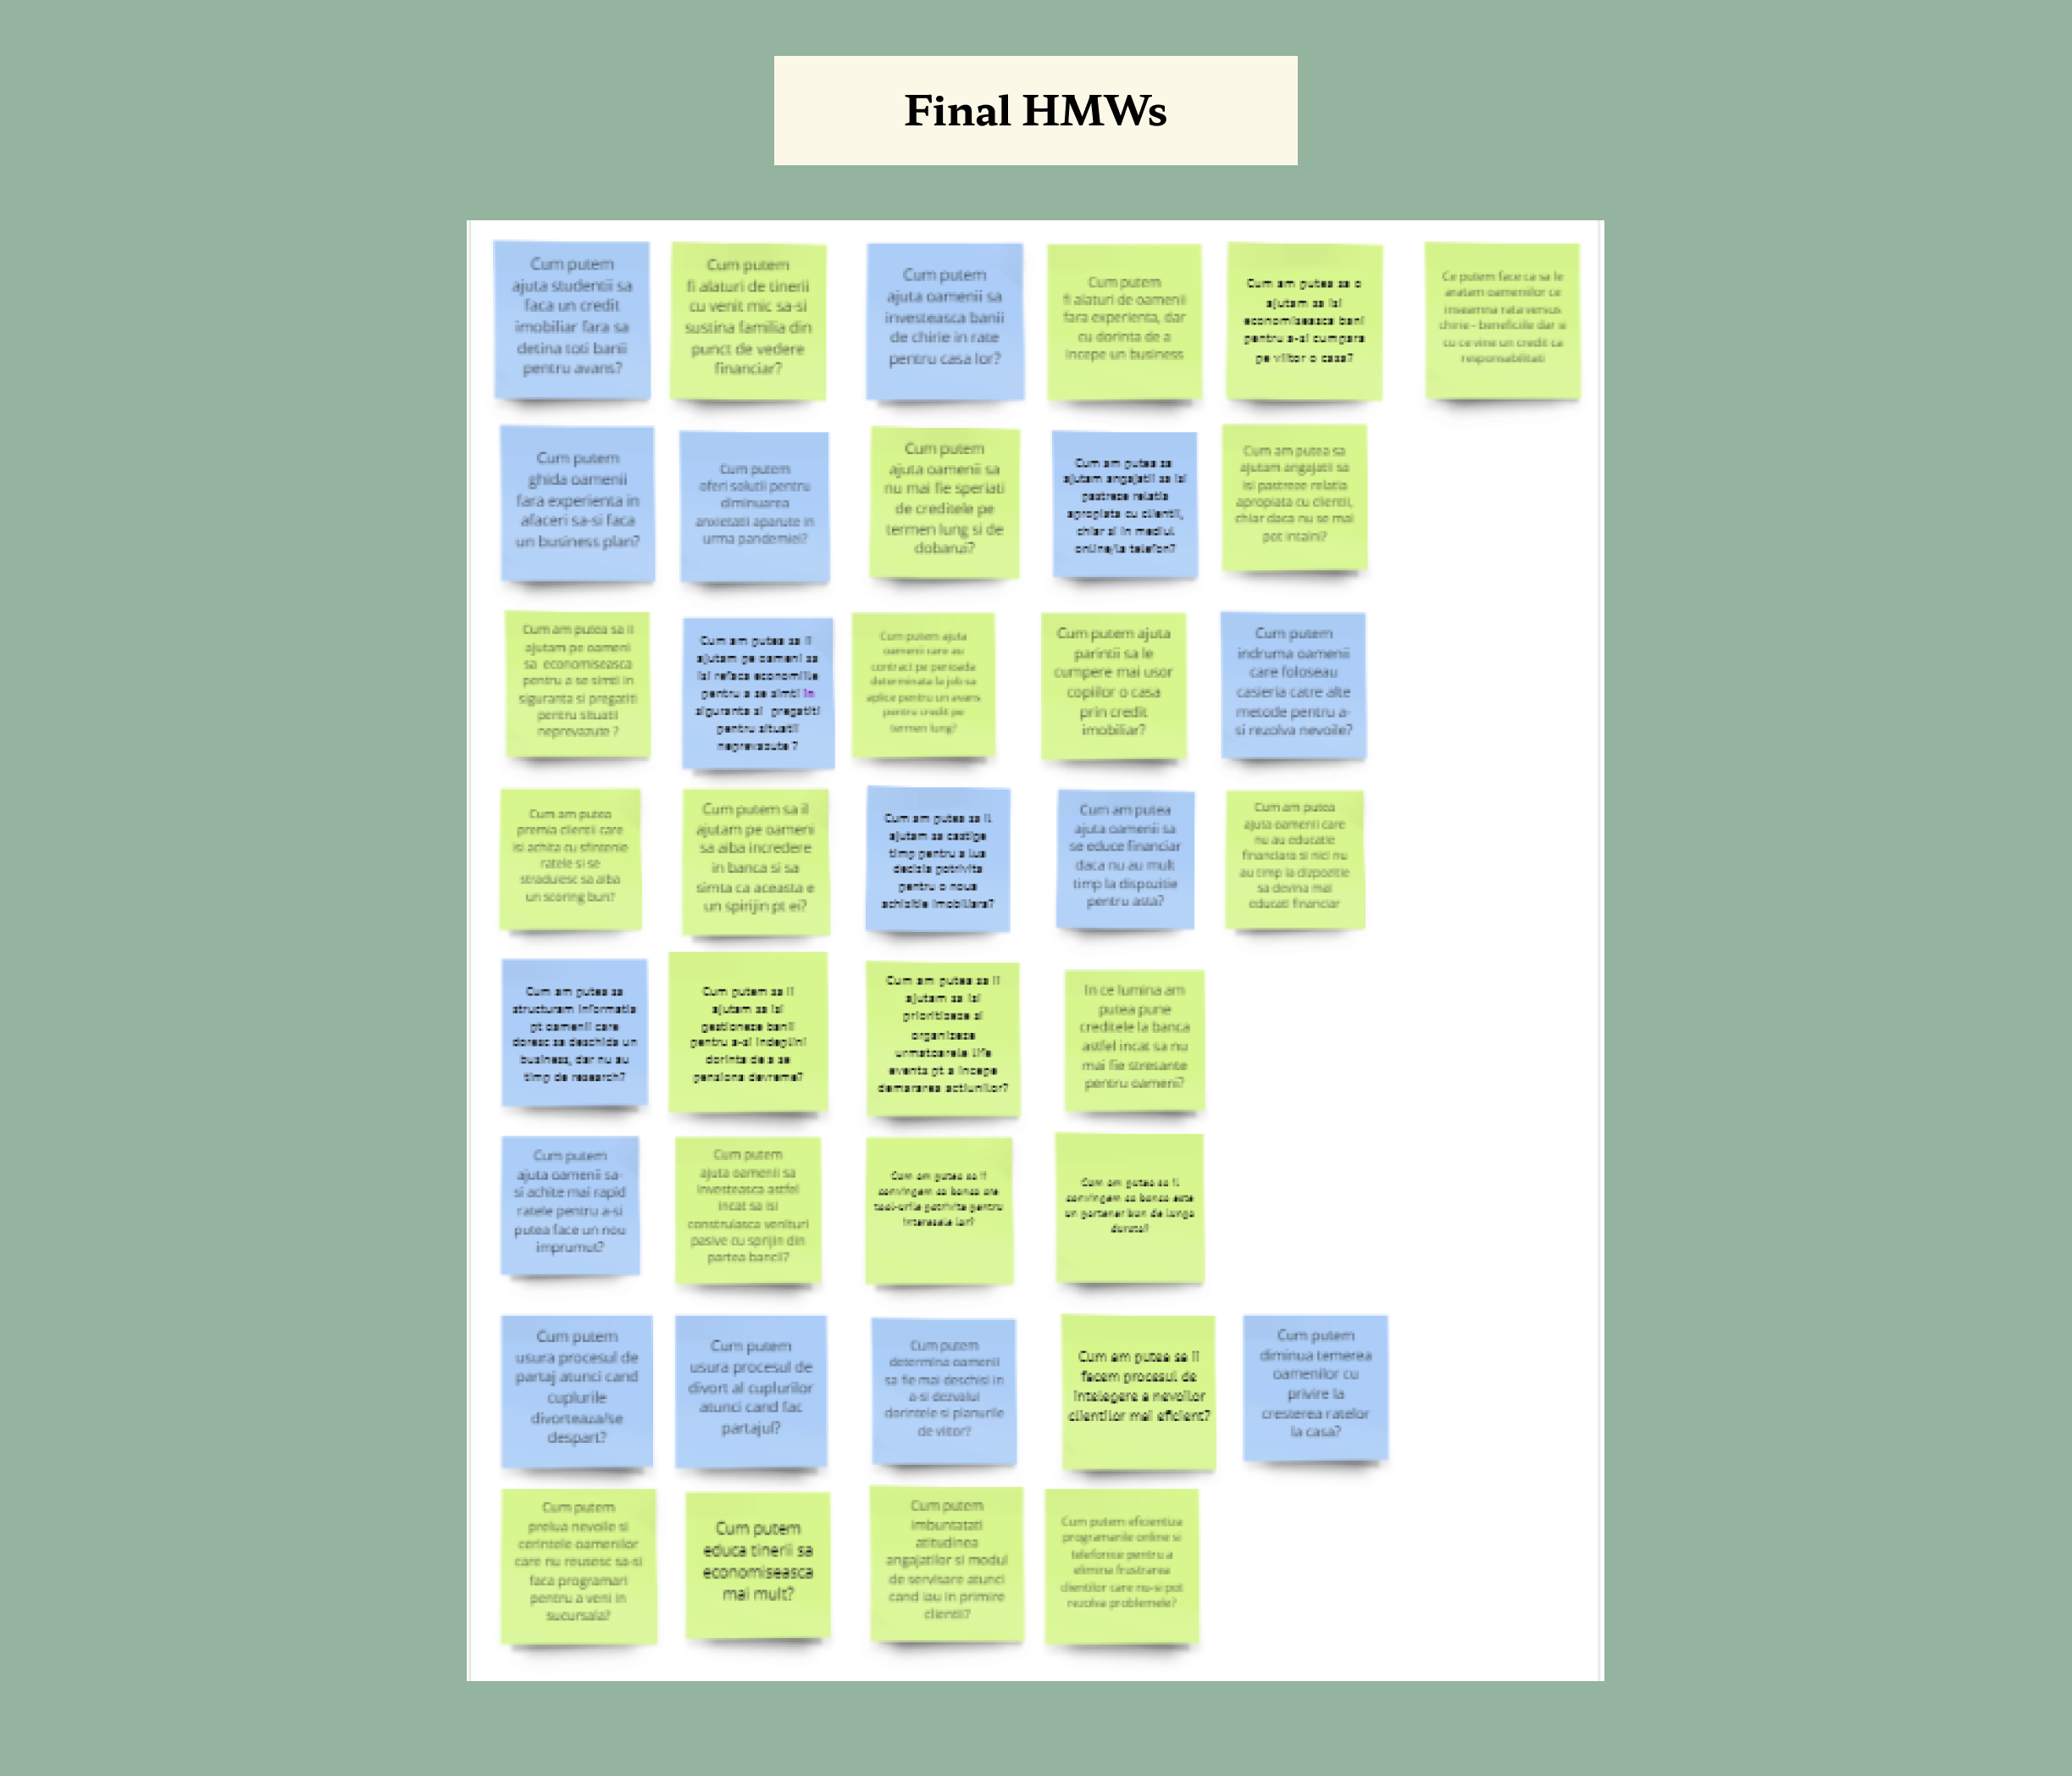 Final HMWs
Cum putem
ajuta studentii sa
faca un credit
imobiliar fara sa
detina toti banii
pentru avans?
Cum putem
fi alaturi de tinerii
cu venit mic sa-si
sustina familia din
punct de vedere
financiar?
Cum putem
ajuta oamenii sa
investeasca banii
de chirie in rate
pentru casa lor?
Cum putem
fi alaturi de oamenii
fara experienta, dar
cu dorinta de a
incepe un business
Cum am putea sa o
ajutam sa isi
economiseasca bani
pentru a-si cumpara
pe viitor o casa?
Ce putem face ca sa le
aratam oamenilor ce
inseamna rata versus
chirie - beneficiile dar si
cu ce vine un credit ca
responsabilitati
Cum putem
ghida oamenii
fara experienta in
afaceri sa-si faca
un business plan?
Cum putem
oferi solutii pentru
diminuarea
anxietatii aparute in
urma pandemiei?
Cum putem
ajuta oamenii sa
nu mai fie speriati
de creditele pe
termen lung si de
dobanzi?
Cum am putea sa
ajutam angajatii sa isi
pastreze relatia
apropiata cu clientii,
chiar si in mediul
online/la telefon?
Cum am putea sa
ajutam angajatii sa
isi pastreze relatia
apropiata cu clientii,
chiar daca nu se mai
pot intalni?
Cum am putea sa ii
ajutam pe oameni
sa economiseasca
pentru a se simti in
siguranta si pregatiti
pentru situatii
neprevazute ?
Cum am putea sa ii
ajutam pe oameni sa
isi refaca economiile
pentru a se simti in
siguranta si pregatiti
pentru situatii
neprevazute ?
Cum putem ajuta
oamenii care au
contract pe perioada
determinata la job sa
aplice pentru un avans
pentru credit pe
termen lung?
Cum putem ajuta
parintii sa le
cumpere mai usor
copiilor o casa
prin credit
imobiliar?
Cum putem
indruma oamenii
care foloseau
casieria catre alte
metode pentru a-
si rezolva nevoile?
Cum am putea
premia clientii care
isi achita cu sfintenie
ratele si se
straduiesc sa aiba
un scoring bun?
Cum putem sa il
ajutam pe oameni
sa aiba incredere
in banca si sa
simta ca aceasta e
un spirijin pt ei?
Cum am putea sa il
ajutam sa castige
timp pentru a lua
decizia potrivita
pentru o noua
achizitie imobiliara?
Cum am putea
ajuta oamenii sa
se educe financiar
daca nu au mult
timp la dispozitie
pentru asta?
Cum am putea
ajuta oamenii care
nu au educatie
financiara si nici nu
au timp la dizpozitie
sa devina mai
educati financiar
Cum am putea sa
structuram informatia
pt oamenii care
doresc sa deschida un
business, dar nu au
timp de research?
Cum putem sa ii
ajutam sa isi
gestioneze banii
pentru a-si indeplini
dorinta de a se
pensiona devreme?
Cum am putea sa ii
ajutam sa isi
prioritizeze si
organizeze
urmatoarele life
events pt a incepe
demararea actiunilor?
In ce lumina am
putea pune
creditele la banca
astfel incat sa nu
mai fie stresante
pentru oameni?
Cum putem
ajuta oamenii sa-
si achite mai rapid
ratele pentru a-si
putea face un nou
imprumut?
Cum putem
ajuta oamenii sa
investeasca astfel
incat sa isi
construiasca venituri
pasive cu sprijin din
partea bancii?
Cum am putea sa ii
convingem ca banca are
tool-urile potrivite pentru
interesele lor?
Cum am putea sa ii
convingem ca banca este
un partener bun de lunga
durata?
Cum putem
usura procesul de
partaj atunci cand
cuplurile
divorteaza/se
despart?
Cum putem
usura procesul de
divort al cuplurilor
atunci cand fac
partajul?
Cum putem
determina oamenii
sa fie mai deschisi in
a-si dezvalui
dorintele si planurile
de viitor?
Cum am putea sa ii
facem procesul de
intelegere a nevoilor
clientilor mai eficient?
Cum putem
diminua temerea
oamenilor cu
privire la
cresterea ratelor
la casa?
Cum putem
prelua nevoile si
cerintele oamenilor
care nu reusesc sa-si
faca programari
pentru a veni in
sucursala?
Cum putem
educa tinerii sa
economiseasca
mai mult?
Cum putem
imbuntatati
atitudinea
angajatilor si modul
de servisare atunci
cand iau in primire
clientii?
Cum putem eficientiza
programarile online si
telefonice pentru a
elimina frustrarea
clientilor care nu-si pot
rezolva problemele?